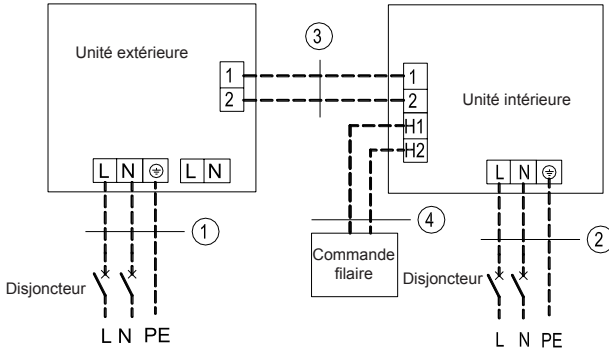 Unité extérieure
1
2
L N
L N
3
1
2
H1
H2
Unité intérieure
L N
1
4
2
Commande
filaire
Disjoncteur
Disjoncteur
L N PE
L N PE